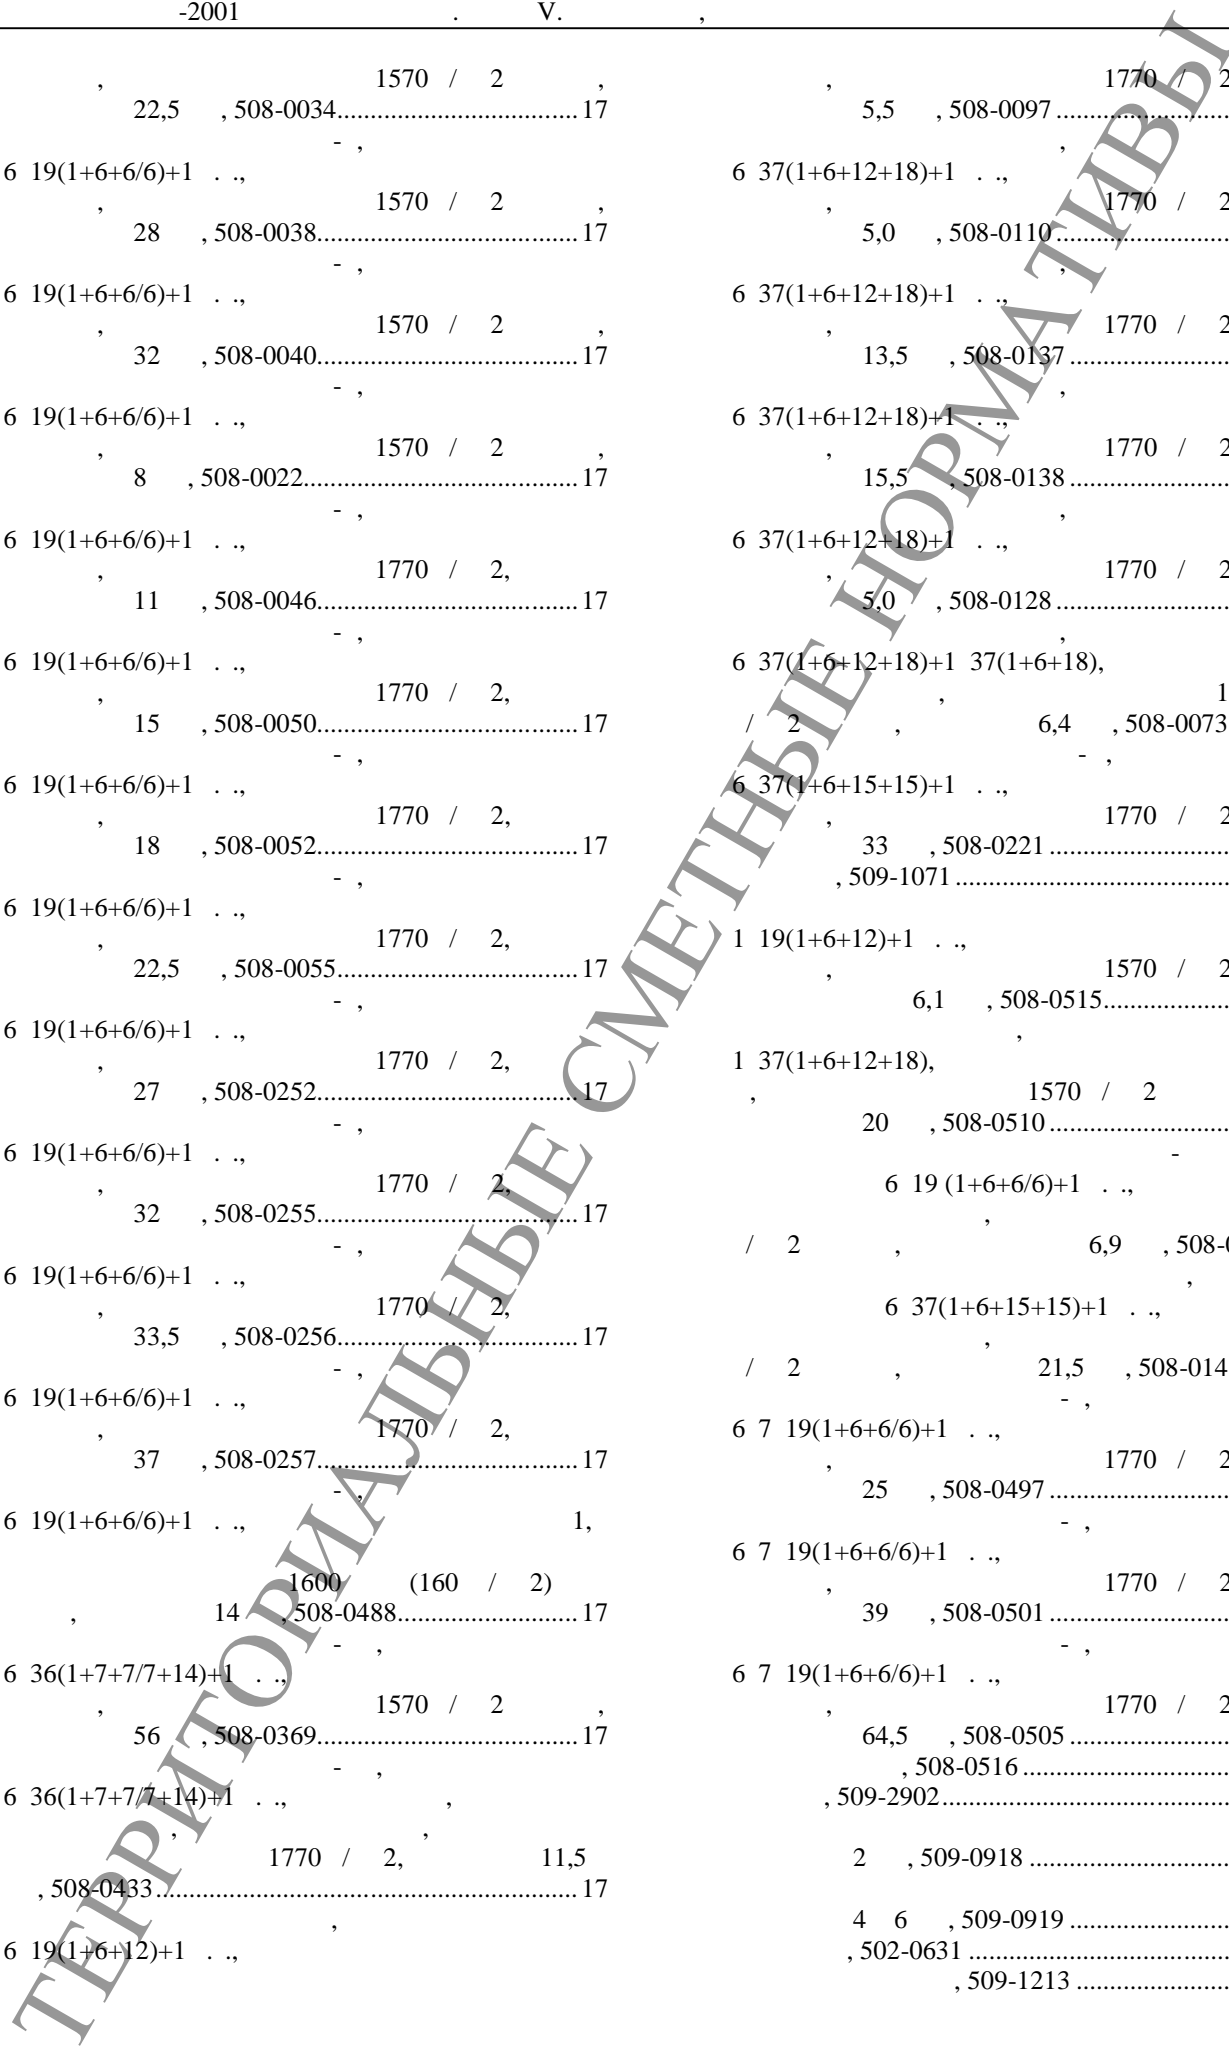 -2001 . V. ,
, 1570 / 2 ,
22,5 , 508-0034 17
- ,
6 19(1+6+6/6)+1 . .,
, 1570 / 2 ,
28 , 508-0038 17
- ,
6 19(1+6+6/6)+1 . .,
, 1570 / 2 ,
32 , 508-0040 17
- ,
6 19(1+6+6/6)+1 . .,
, 1570 / 2 ,
8 , 508-0022 17
- ,
6 19(1+6+6/6)+1 . .,
, 1770 / 2,
11 , 508-0046 17
- ,
6 19(1+6+6/6)+1 . .,
, 1770 / 2,
15 , 508-0050 17
- ,
6 19(1+6+6/6)+1 . .,
, 1770 / 2,
18 , 508-0052 17
- ,
6 19(1+6+6/6)+1 . .,
, 1770 / 2,
22,5 , 508-0055 17
- ,
6 19(1+6+6/6)+1 . .,
, 1770 / 2,
27 , 508-0252 17
- ,
6 19(1+6+6/6)+1 . .,
, 1770 / 2,
32 , 508-0255 17
- ,
6 19(1+6+6/6)+1 . .,
, 1770 / 2,
33,5 , 508-0256 17
- ,
6 19(1+6+6/6)+1 . .,
, 1770 / 2,
37 , 508-0257 17
- ,
6 19(1+6+6/6)+1 . ., 1,
1600 (160 / 2)
, 14 , 508-0488 17
- ,
6 36(1+7+7/7+14)+1 . .,
, 1570 / 2 ,
56 , 508-0369 17
- ,
6 36(1+7+7/7+14)+1 . ., ,
, ,
1770 / 2, 11,5
, 508-0433 17
,
6 19(1+6+12)+1 . .,
, 1770 / 2
5,5 , 508-0097
,
6 37(1+6+12+18)+1 . .,
, 1770 / 2
5,0 , 508-0110
,
6 37(1+6+12+18)+1 . .,
, 1770 / 2
13,5 , 508-0137
,
6 37(1+6+12+18)+1 . .,
, 1770 / 2
15,5 , 508-0138
,
6 37(1+6+12+18)+1 . .,
, 1770 / 2
5,0 , 508-0128
,
6 37(1+6+12+18)+1 37(1+6+18),
, 1
/ 2 , 6,4 , 508-0073
- ,
6 37(1+6+15+15)+1 . .,
, 1770 / 2
33 , 508-0221
, 509-1071
1 19(1+6+12)+1 . .,
, 1570 / 2
6,1 , 508-0515
,
1 37(1+6+12+18),
, 1570 / 2
20 , 508-0510
-
6 19 (1+6+6/6)+1 . .,
,
/ 2 , 6,9 , 508-0
,
6 37(1+6+15+15)+1 . .,
,
/ 2 , 21,5 , 508-014
- ,
6 7 19(1+6+6/6)+1 . .,
, 1770 / 2
25 , 508-0497
- ,
6 7 19(1+6+6/6)+1 . .,
, 1770 / 2
39 , 508-0501
- ,
6 7 19(1+6+6/6)+1 . .,
, 1770 / 2
64,5 , 508-0505
, 508-0516
, 509-2902
2 , 509-0918
4 6 , 509-0919
, 502-0631
, 509-1213
ТЕРРИТОРИАЛЬНЫЕ СМЕТНЫЕ НОРМАТИВЫ